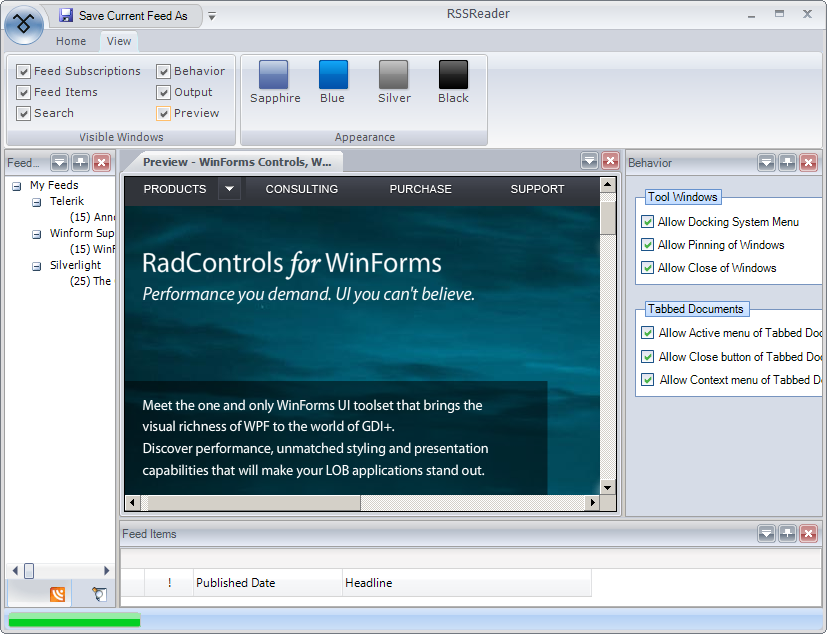 Save Current Feed As
RSSReader
Home
View
Feed Subscriptions
Behavior
Feed Items
Output
Search
Preview
Visible Windows
Sapphire
Blue
Silver
Black
Appearance
Feed...
Preview - WinForms Controls, W...
Behavior
My Feeds
Telerik
(15) Anno
Winform Sup
(15) WinF
Silverlight
(25) The
PRODUCTS
CONSULTING
PURCHASE
SUPPORT
RadControls for WinForms
Performance you demand. UI you can't believe.
Meet the one and only WinForms UI toolset that brings the
visual richness of WPF to the world of GDI+.
Discover performance, unmatched styling and presentation
capabilities that will make your LOB applications stand out.
Tool Windows
Allow Docking System Menu
Allow Pinning of Windows
Allow Close of Windows
Tabbed Documents
Allow Active menu of Tabbed Doc
Allow Close button of Tabbed Doc
Allow Context menu of Tabbed D
Feed Items
!
Published Date
Headline